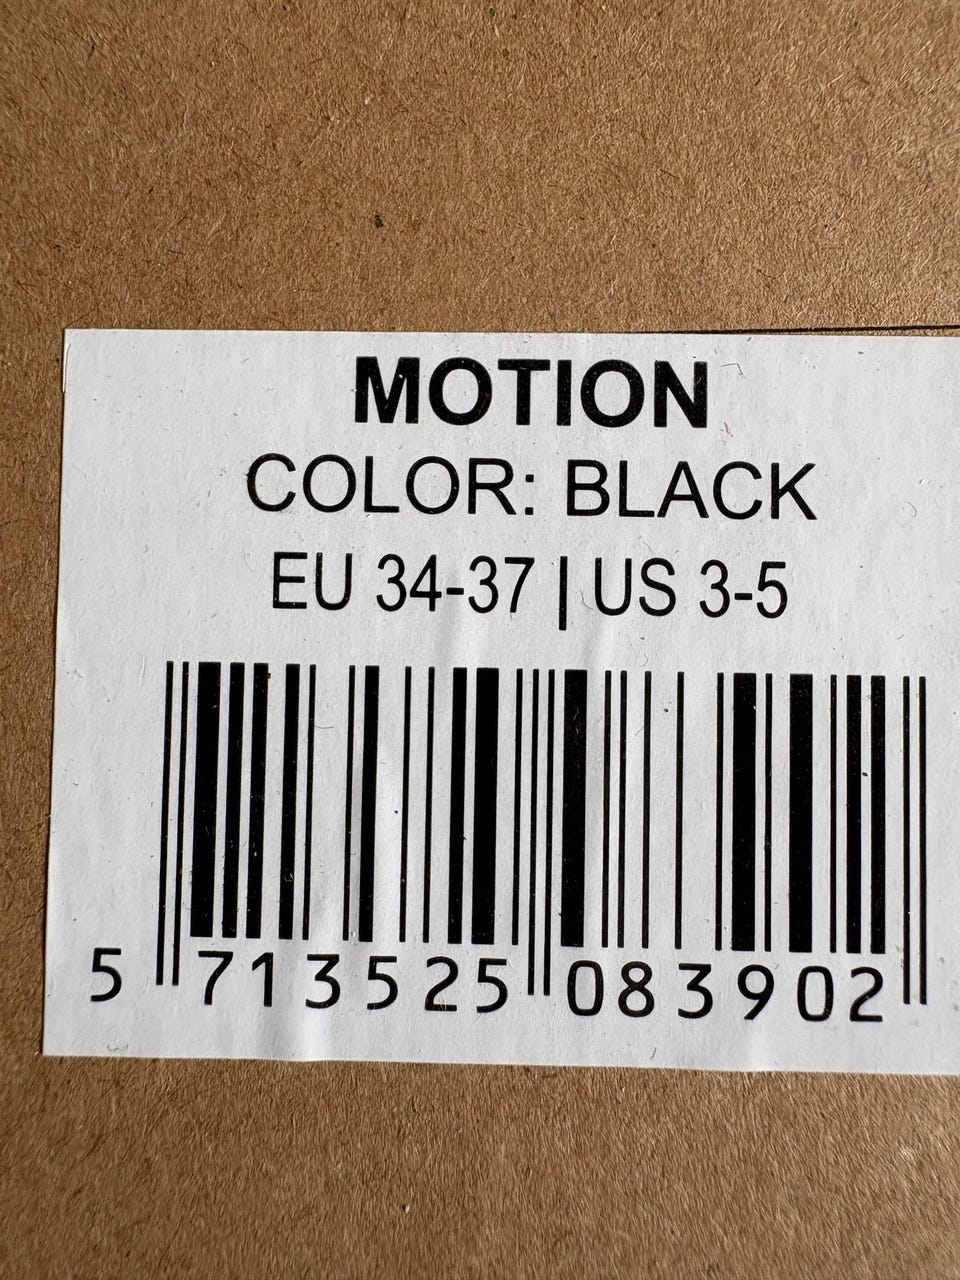 MOTION
COLOR: BLACK
EU 34-37 | US 3-5
5 713525 083902